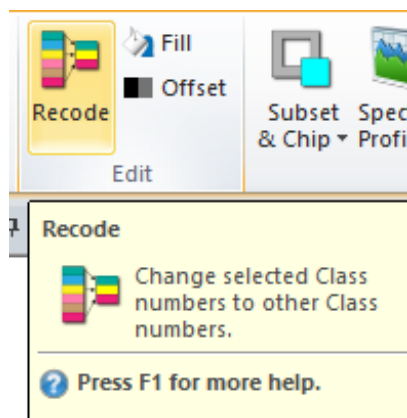 Fill
Offset
Recode
Subset
& Chip
Edit
Recode
Change selected Class
numbers to other Class
numbers.
Press F1 for more help.